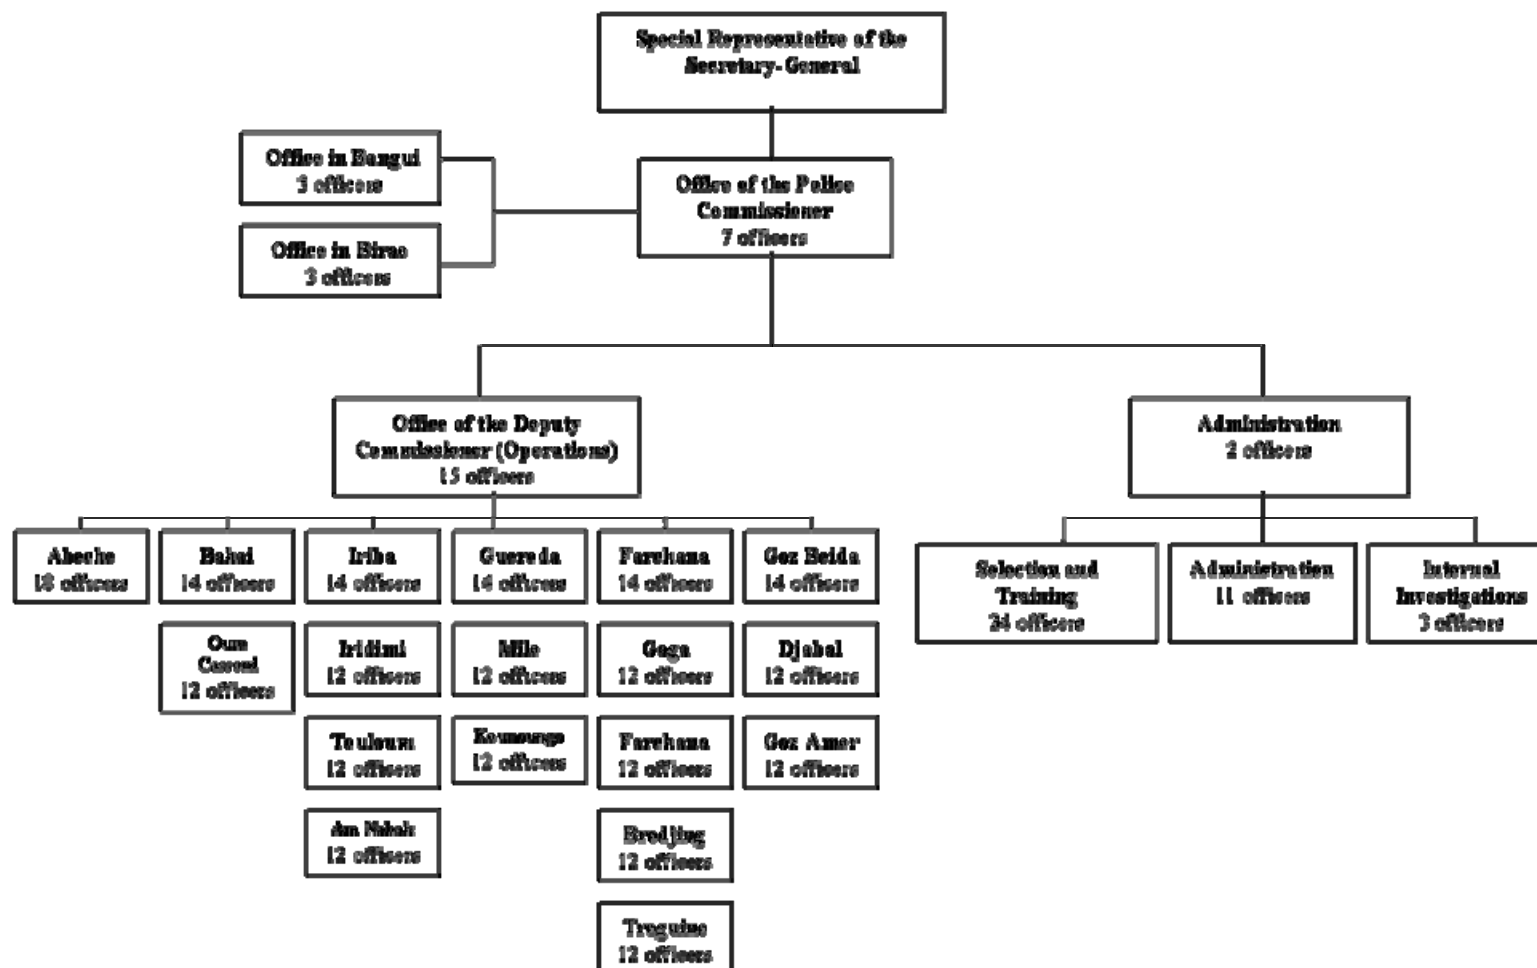 Special Representative of the
Secretary-General
Office in Bangui
3 officers
Office of the Police
Commissioner
7 officers
Office in Birao
3 officers
Office of the Deputy
Commissioner (Operations)
15 officers
Administration
2 officers
Abeche
18 officers
Bahai
14 officers
Iriba
14 officers
Guereda
14 officers
Farchana
14 officers
Goz Beida
14 officers
Selection and
Training
24 officers
Administration
11 officers
Internal
Investigations
3 officers
Oure
Cassoni
12 officers
Iridimi
12 officers
Mile
12 officers
Gaga
12 officers
Djabal
12 officers
Touloum
12 officers
Kounoungo
12 officers
Farchana
12 officers
Goz Amer
12 officers
Am Nabak
12 officers
Bredjing
12 officers
Treguine
12 officers